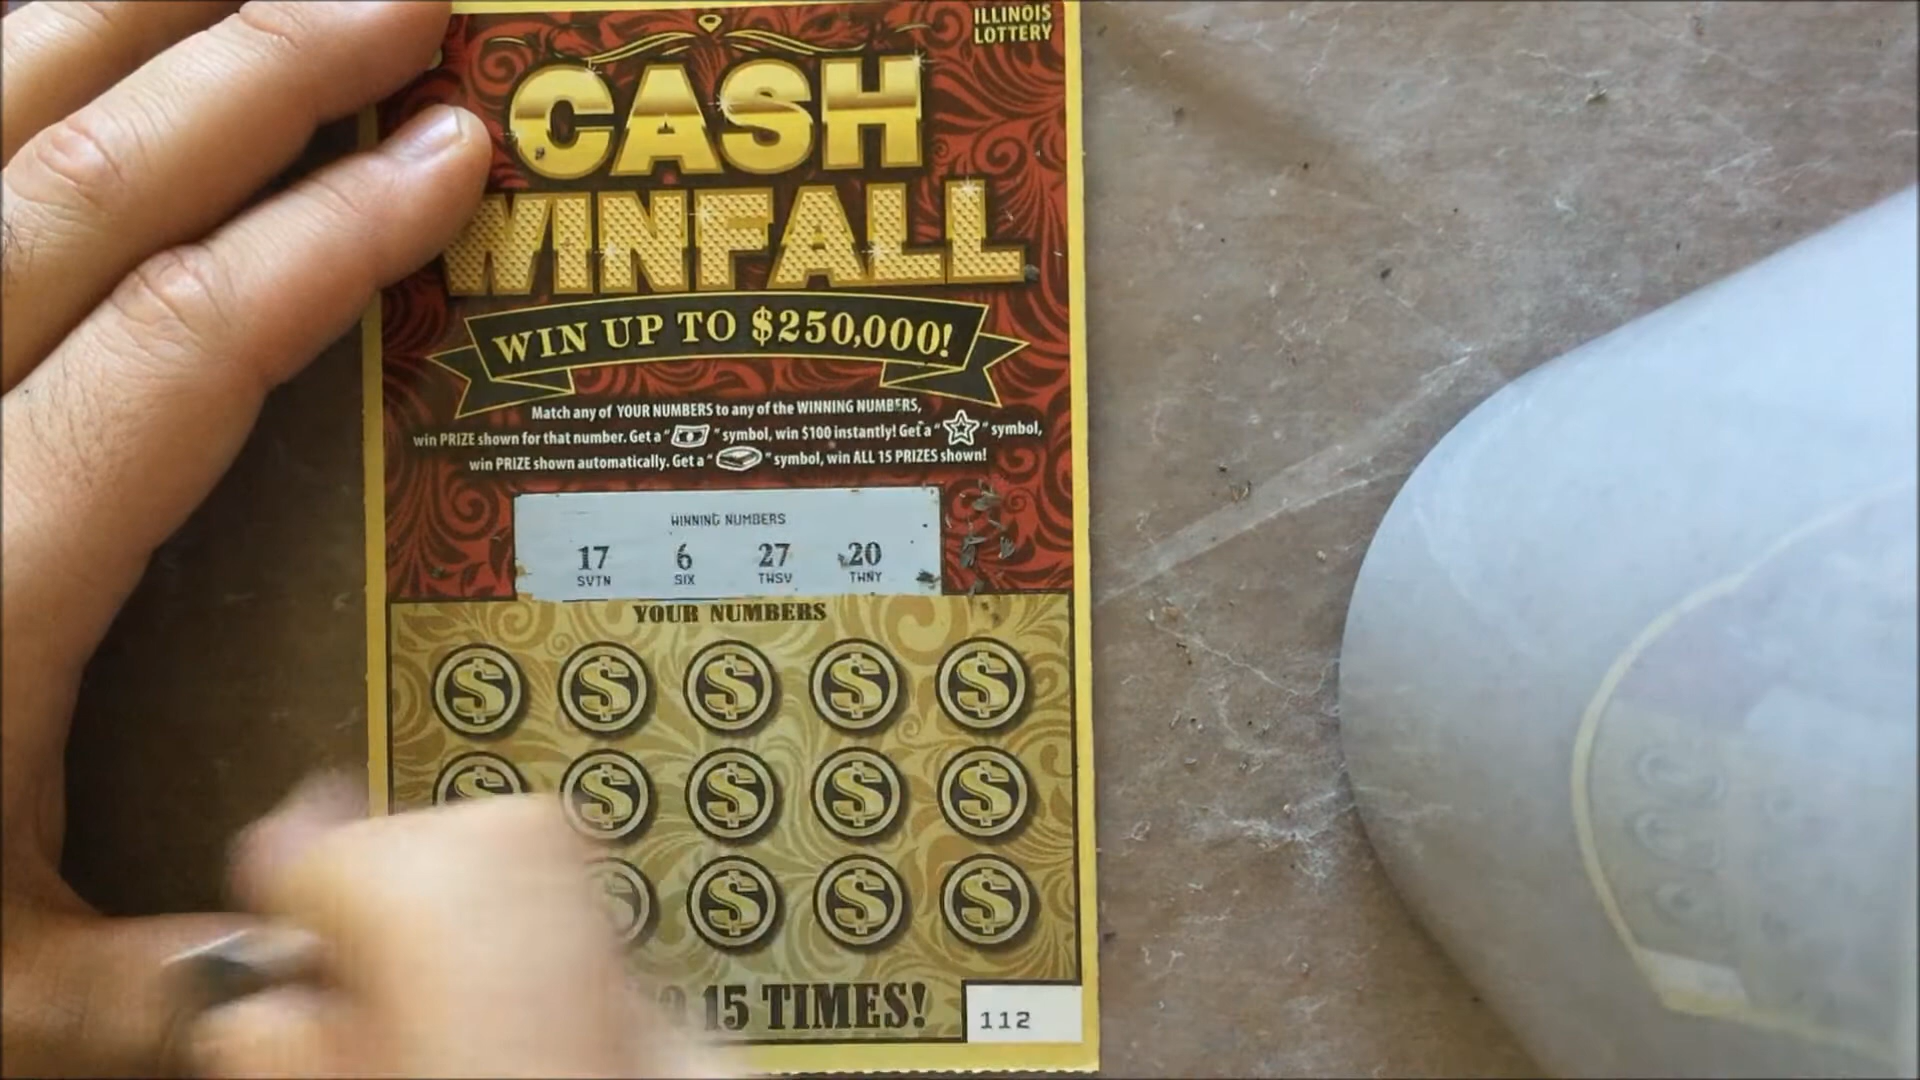 ILLINOIS
LOTTERY
CASH
WINFALL
WIN UP TO $250,000!
Match any of YOUR NUMBERS to any of the WINNING NUMBERS,
win PRIZE shown for that number. Get a " " symbol, win $100 instantly! Get a " " symbol,
win PRIZE shown automatically. Get a " " symbol, win ALL 15 PRIZES shown!
WINNING NUMBERS
17 6 27 20
SVTN SIX TWSV TWNY
YOUR NUMBERS
$ $ $ $ $
$ $ $ $ $
$ $ $ $
15 TIMES!
112